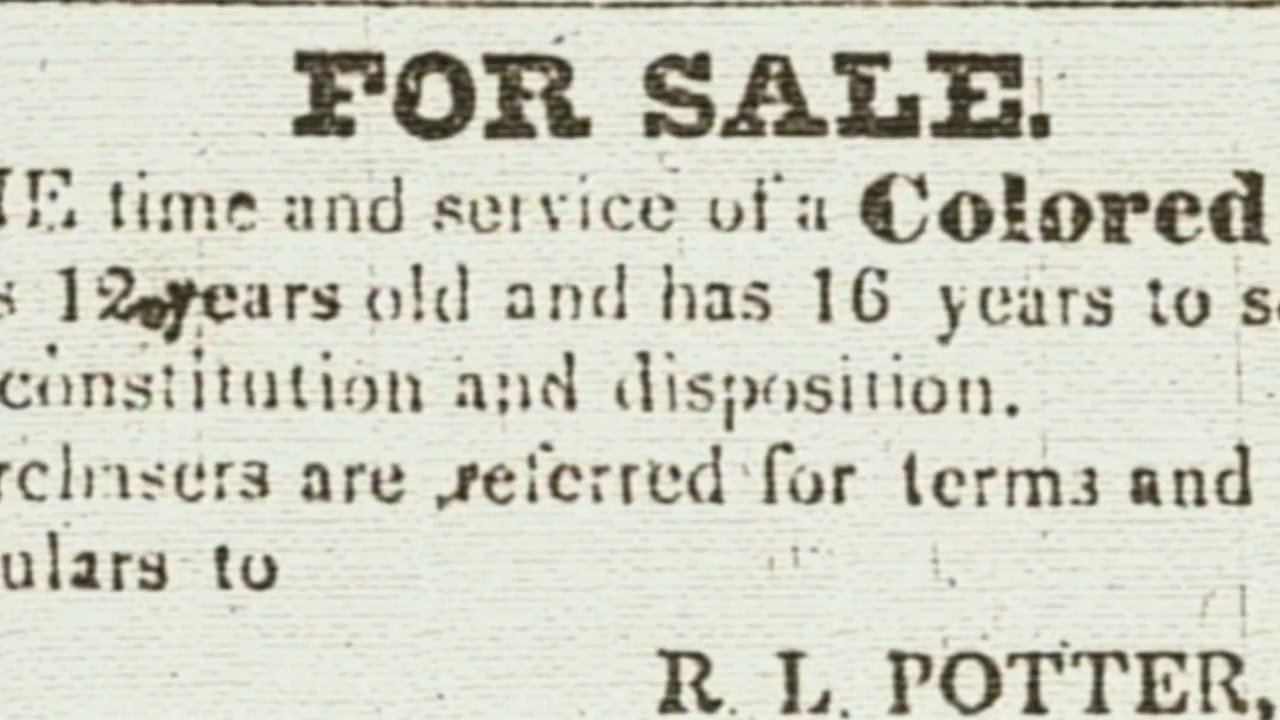 FOR SALE.
HE time and service of a Colored
s 12 years old and has 16 years to s
constitution and disposition.
rchasers are referred for terms and
ulars to
R. L. POTTER,